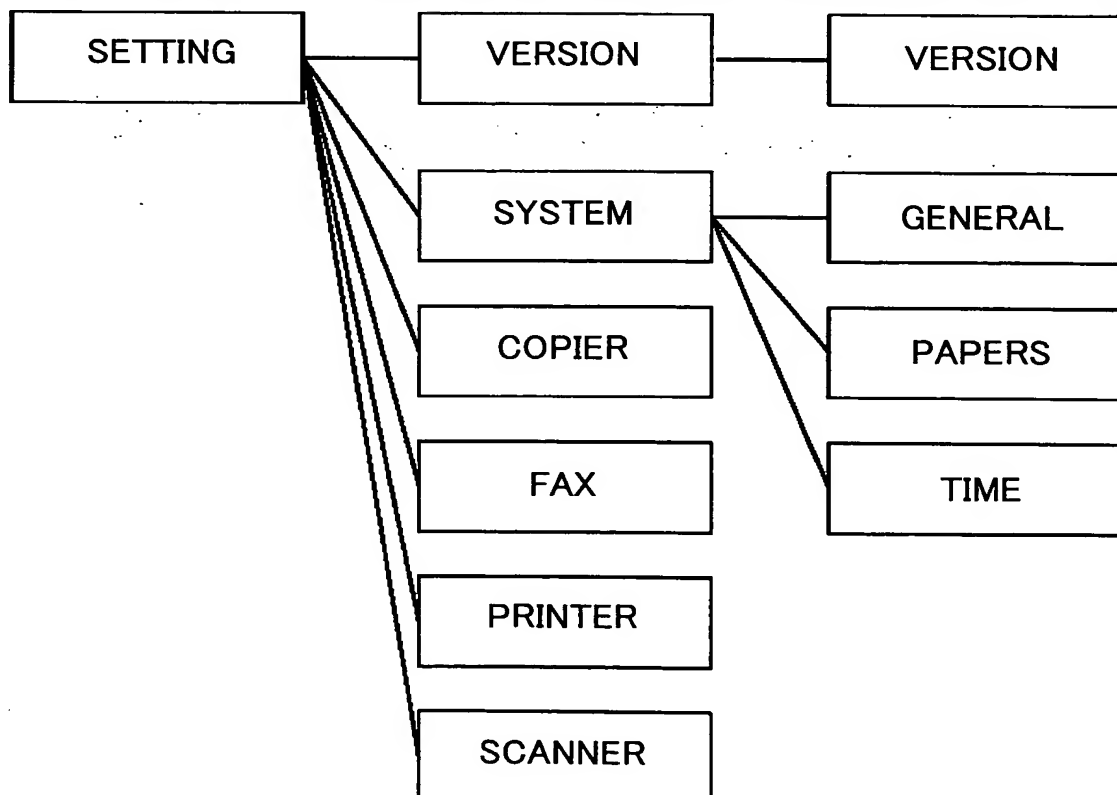 SETTING
VERSION
VERSION
SYSTEM
GENERAL
COPIER
PAPERS
FAX
TIME
PRINTER
SCANNER